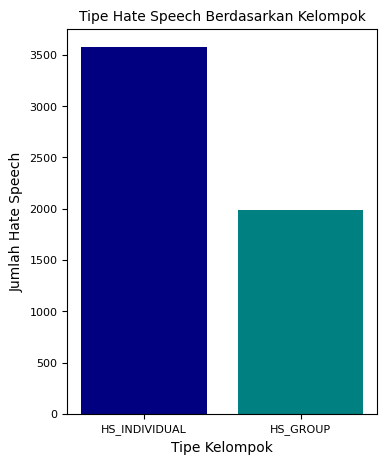 Tipe Hate Speech Berdasarkan Kelompok
3500
3000
2500
2000
1500
1000
500
0
Jumlah Hate Speech
HS_INDIVIDUAL
HS_GROUP
Tipe Kelompok